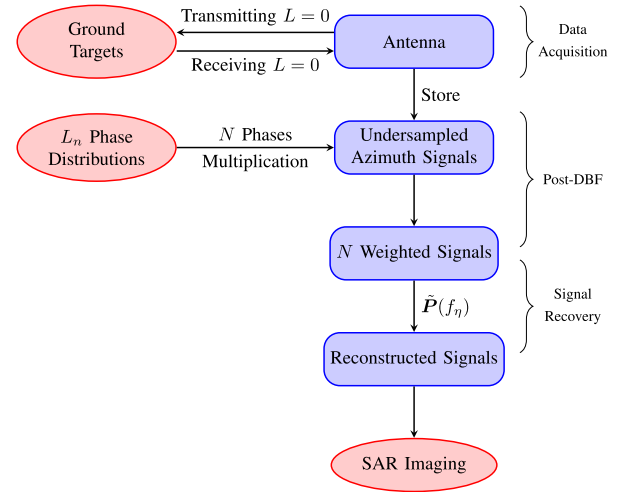 Ground
Targets
Transmitting L = 0
Receiving L = 0
Antenna
Data
Acquisition
Store
L_n Phase
Distributions
N Phases
Multiplication
Undersampled
Azimuth Signals
Post-DBF
N Weighted Signals
P̃(f_η)
Signal
Recovery
Reconstructed Signals
SAR Imaging